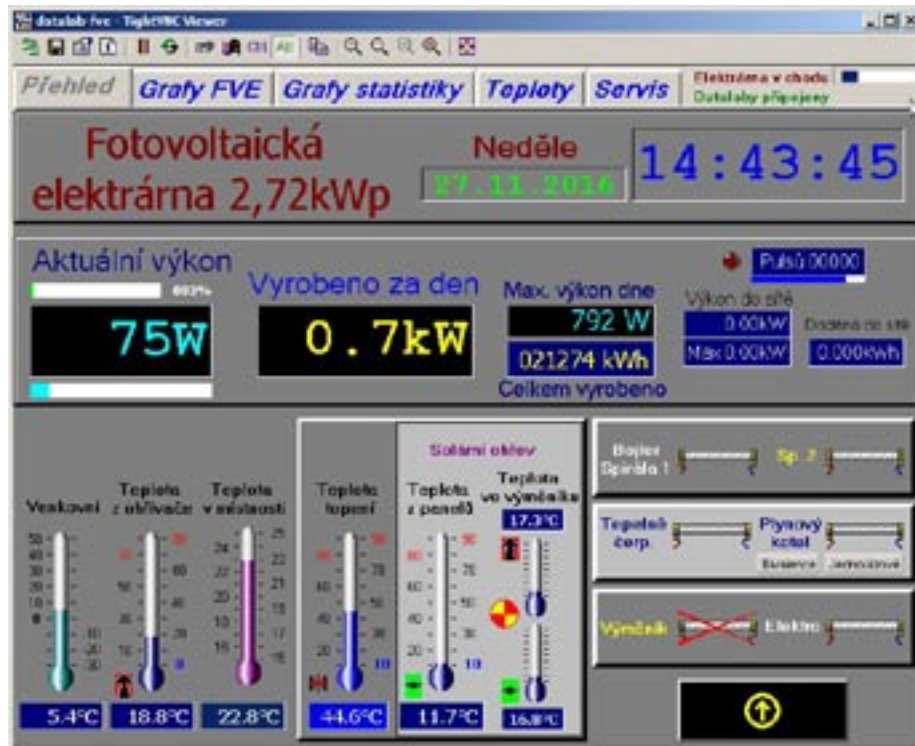 datalab fve - TightVNC Viewer
Přehled Grafy FVE Grafy statistiky Teploty Servis
Elektrárna v chodu
Datalaby připojeny
Fotovoltaická
elektrárna 2,72kWp
Neděle
27.11.2016
14:43:45
Aktuální výkon
75W
Vyrobeno za den
0.7kW
Max. výkon dne
792 W
021274 kWh
Celkem vyrobeno
Pulsů 00000
Výkon do sítě
0.00kW
Max 0.00kW
Dodáno do sítě
0.000kWh
Venkovní
5.4°C
Teplota
z ohřívače
18.8°C
Teplota
v místnosti
22.8°C
Teplota
topení
44.6°C
Solární ohřev
Teplota
z panelů
11.7°C
Teplota
ve výměníku
17.3°C
16.8°C
Bojler
Spirála 1
Sp. 2
Tepelné
čerp.
Plynový
kotel
Výměník
Elektro